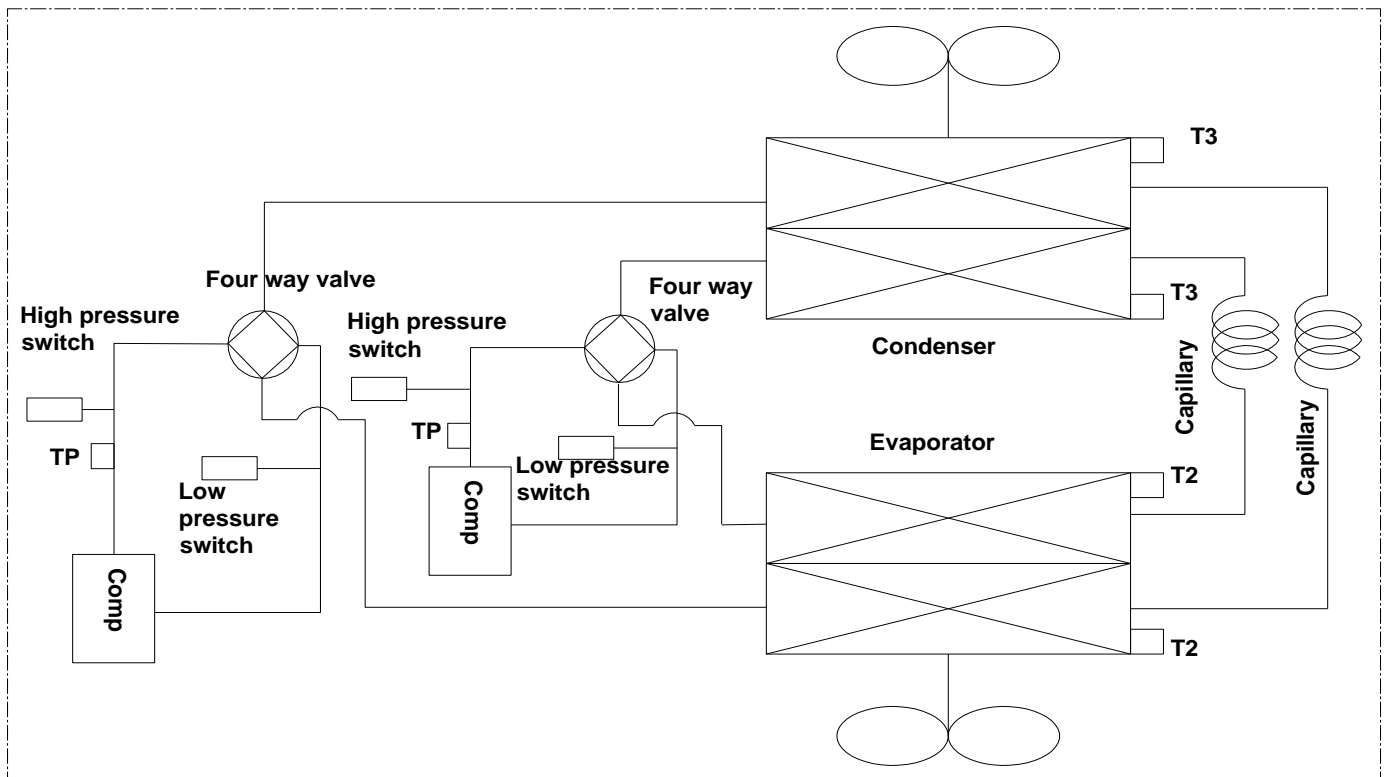 T3
Four way valve
Four way
valve
T3
High pressure
switch
High pressure
switch
Condenser
Capillary
Capillary
TP
TP
Evaporator
Low pressure
switch
T2
Low
pressure
switch
Comp
Comp
T2